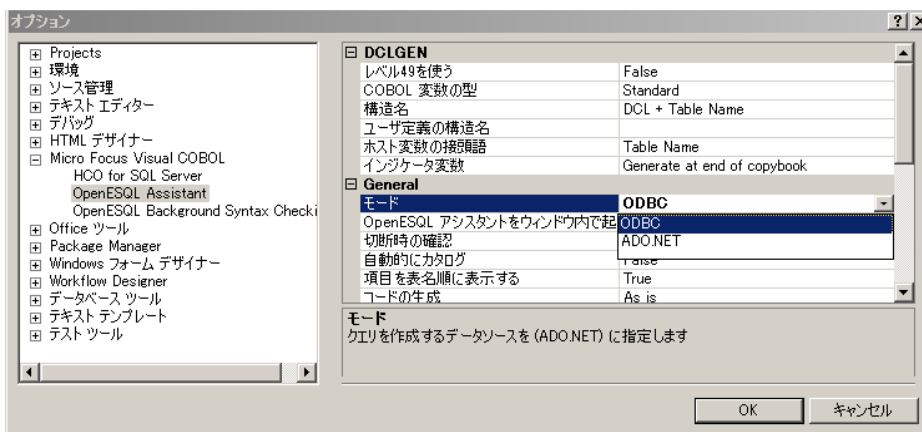 オプション
Projects
環境
ソース管理
テキスト エディター
デバッグ
HTML デザイナー
Micro Focus Visual COBOL
HCO for SQL Server
OpenESQL Assistant
OpenESQL Background Syntax Checki
Office ツール
Package Manager
Windows フォーム デザイナー
Workflow Designer
データベース ツール
テキスト テンプレート
テスト ツール
DCLGEN
レベル49を使う False
COBOL 変数の型 Standard
構造名 DCL + Table Name
ユーザ定義の構造名
ホスト変数の接頭語 Table Name
インジケータ変数 Generate at end of copybook
General
モード ODBC
OpenESQL アシスタントをウィンドウ内で起 ODBC
切断時の確認 ADO.NET
自動的にカタログ False
項目を表名順に表示する True
コードの生成 As is
モード
クエリを作成するデータソースを (ADO.NET) に指定します
OK キャンセル